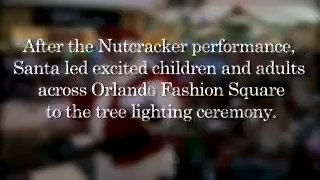 After the Nutcracker performance,
Santa led excited children and adults
across Orlando Fashion Square
to the tree lighting ceremony.